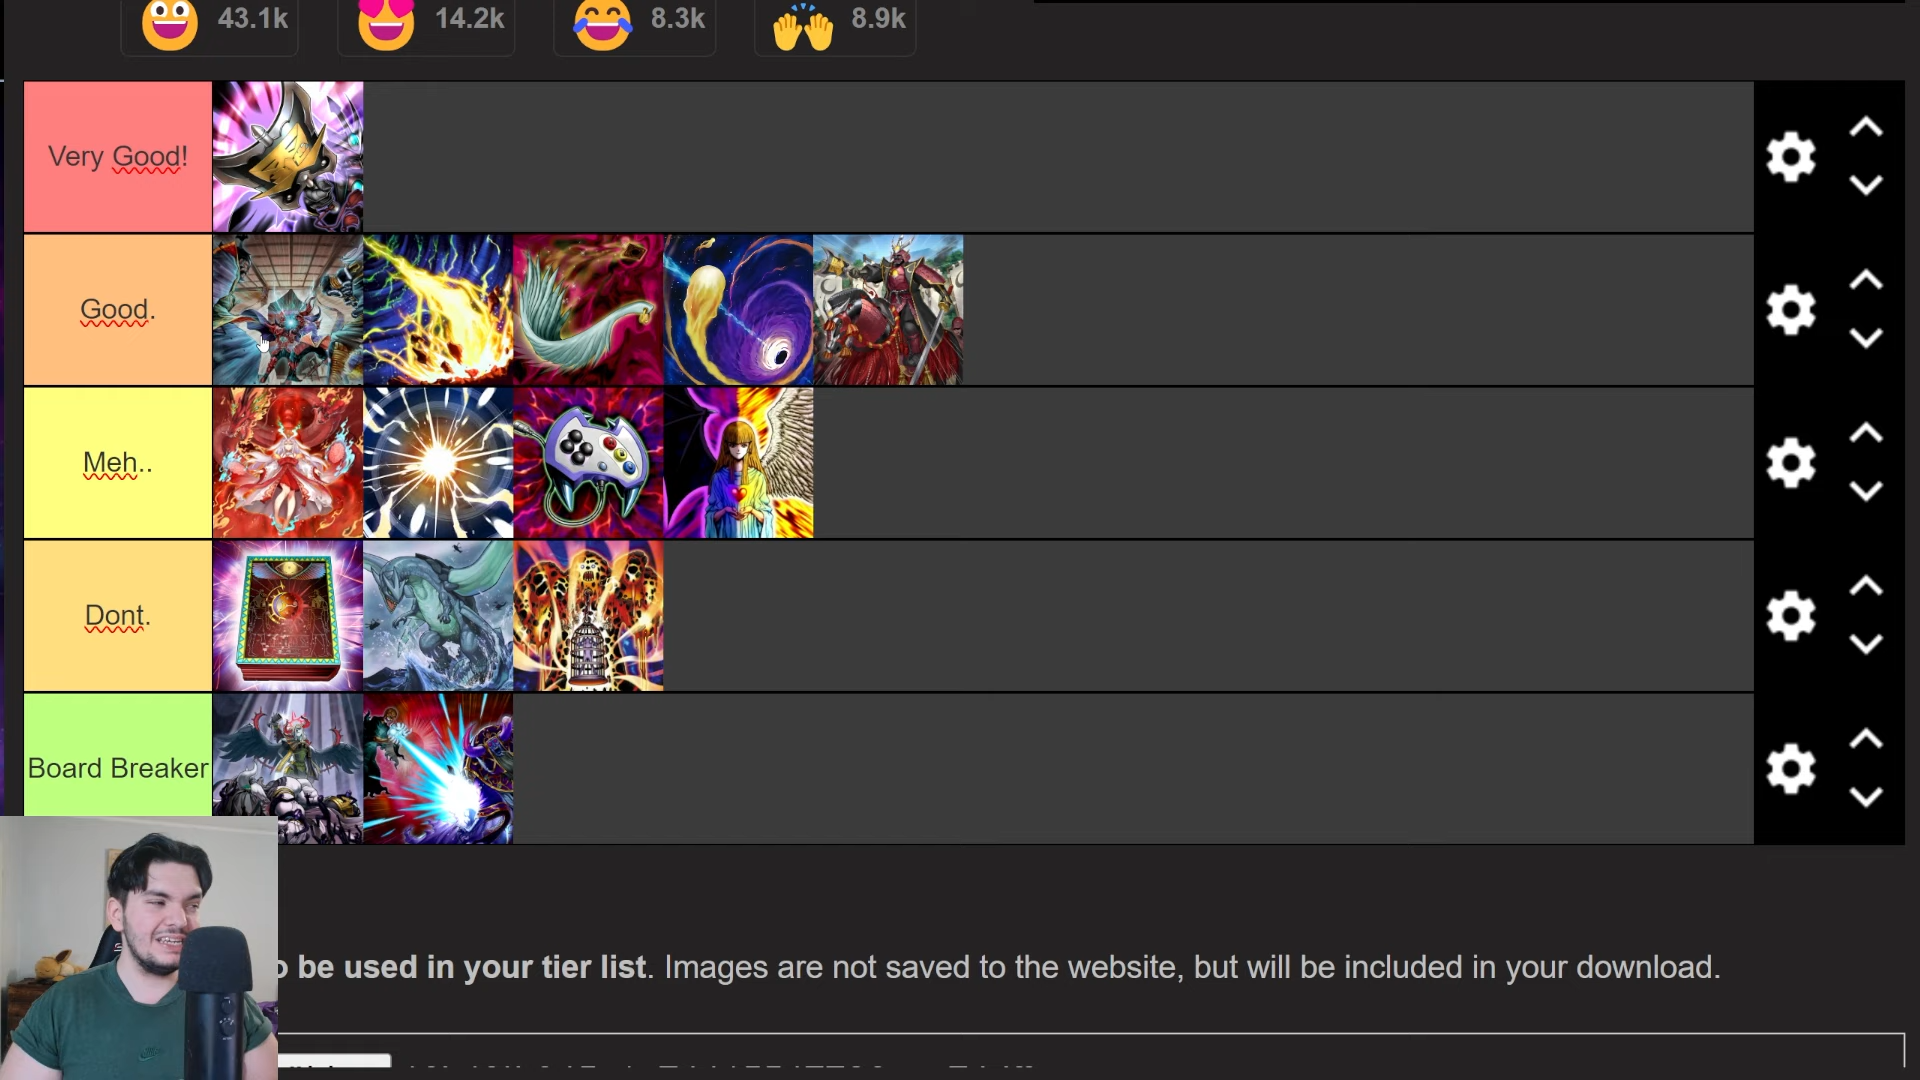 43.1k
14.2k
8.3k
8.9k
Very Good!
Good.
Meh..
Dont.
Board Breaker
o be used in your tier list. Images are not saved to the website, but will be included in your download.